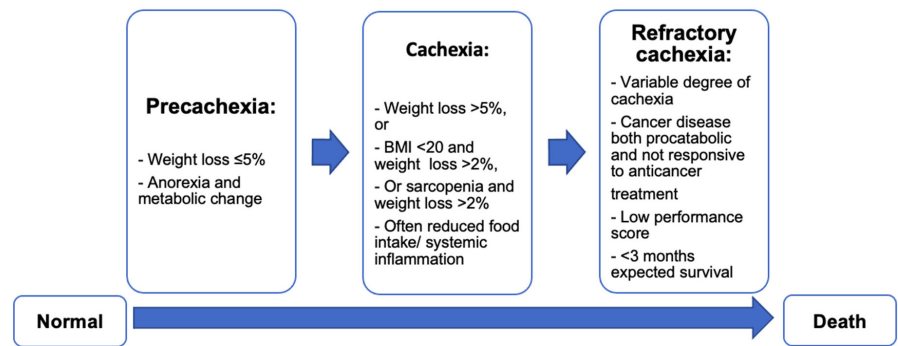 Precachexia:
- Weight loss ≤5%
- Anorexia and
metabolic change
Cachexia:
- Weight loss >5%,
or
- BMI <20 and
weight loss >2%,
- Or sarcopenia and
weight loss >2%
- Often reduced food
intake/ systemic
inflammation
Refractory
cachexia:
- Variable degree of
cachexia
- Cancer disease
both procatabolic
and not responsive
to anticancer
treatment
- Low performance
score
- <3 months
expected survival
Normal
Death